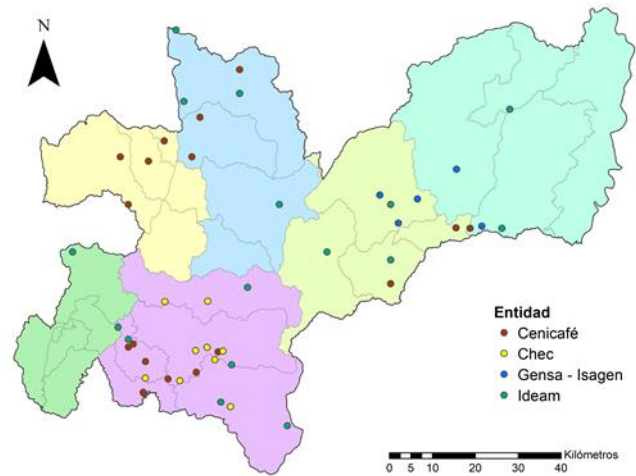 N
Entidad
Cenicafé
Chec
Gensa - Isagen
Ideam
Kilómetros
0 5 10 20 30 40